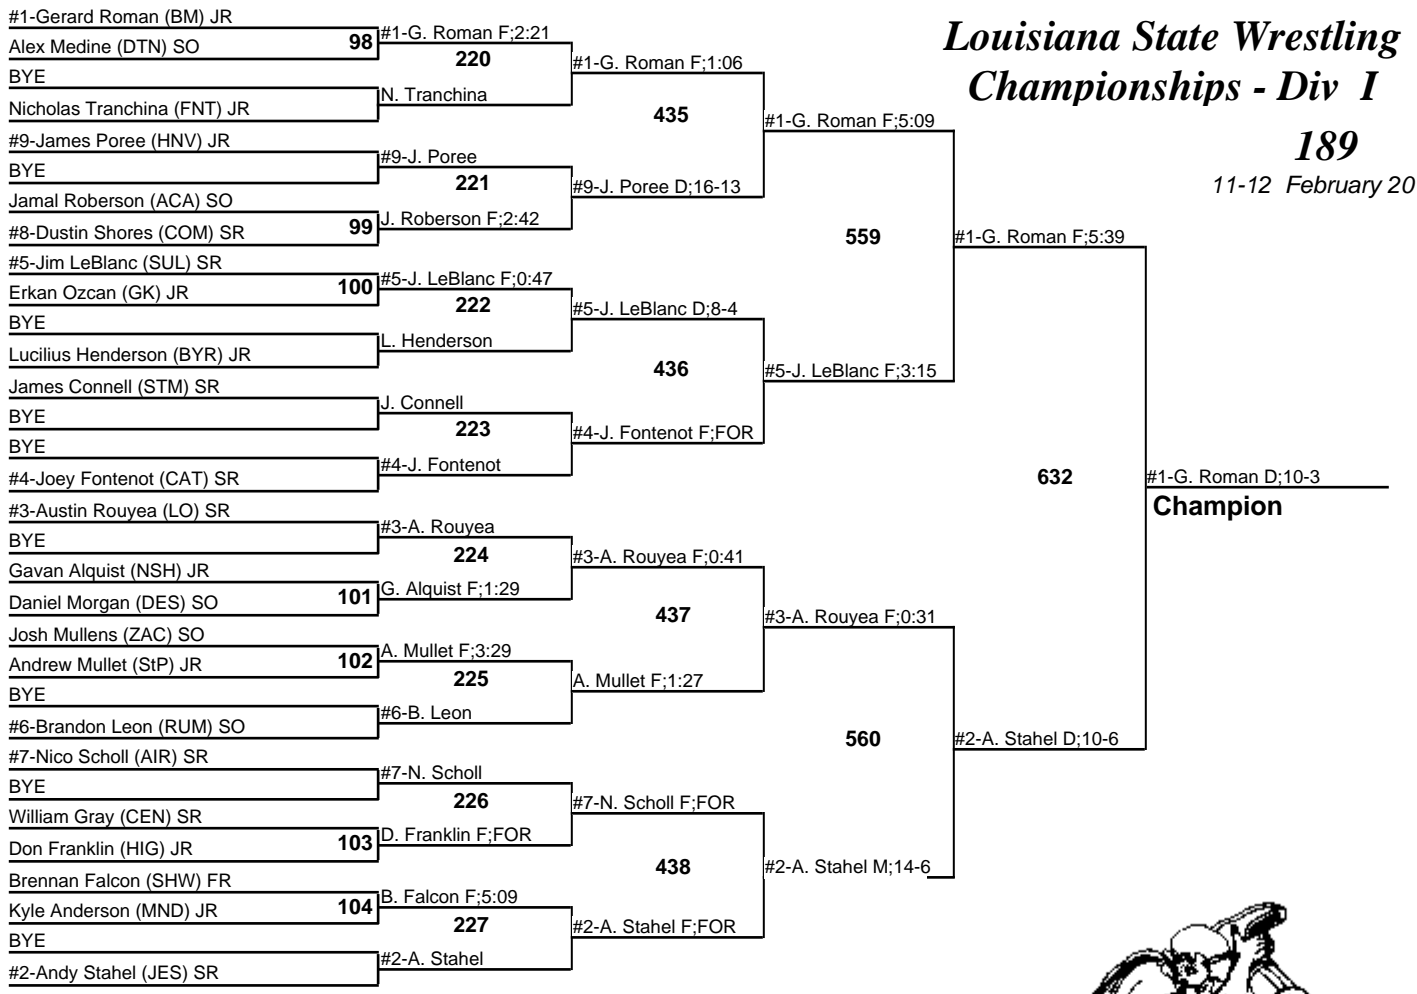 Louisiana State Wrestling
Championships - Div I
189
11-12 February 20
#1-Gerard Roman (BM) JR
Alex Medine (DTN) SO
BYE
Nicholas Tranchina (FNT) JR
#9-James Poree (HNV) JR
BYE
Jamal Roberson (ACA) SO
#8-Dustin Shores (COM) SR
#5-Jim LeBlanc (SUL) SR
Erkan Ozcan (GK) JR
BYE
Lucilius Henderson (BYR) JR
James Connell (STM) SR
BYE
BYE
#4-Joey Fontenot (CAT) SR
#3-Austin Rouyea (LO) SR
BYE
Gavan Alquist (NSH) JR
Daniel Morgan (DES) SO
Josh Mullens (ZAC) SO
Andrew Mullet (StP) JR
BYE
#6-Brandon Leon (RUM) SO
#7-Nico Scholl (AIR) SR
BYE
William Gray (CEN) SR
Don Franklin (HIG) JR
Brennan Falcon (SHW) FR
Kyle Anderson (MND) JR
BYE
#2-Andy Stahel (JES) SR
98
99
100
101
102
103
104
#1-G. Roman F;2:21
220
N. Tranchina
#9-J. Poree
221
J. Roberson F;2:42
#5-J. LeBlanc F;0:47
222
L. Henderson
J. Connell
223
#4-J. Fontenot
#3-A. Rouyea
224
G. Alquist F;1:29
A. Mullet F;3:29
225
#6-B. Leon
#7-N. Scholl
226
D. Franklin F;FOR
B. Falcon F;5:09
227
#2-A. Stahel
#1-G. Roman F;1:06
435
#9-J. Poree D;16-13
#5-J. LeBlanc D;8-4
436
#4-J. Fontenot F;FOR
#3-A. Rouyea F;0:41
437
A. Mullet F;1:27
#7-N. Scholl F;FOR
438
#2-A. Stahel F;FOR
#1-G. Roman F;5:09
559
#5-J. LeBlanc F;3:15
#3-A. Rouyea F;0:31
560
#2-A. Stahel M;14-6
#1-G. Roman F;5:39
632
#2-A. Stahel D;10-6
#1-G. Roman D;10-3
Champion